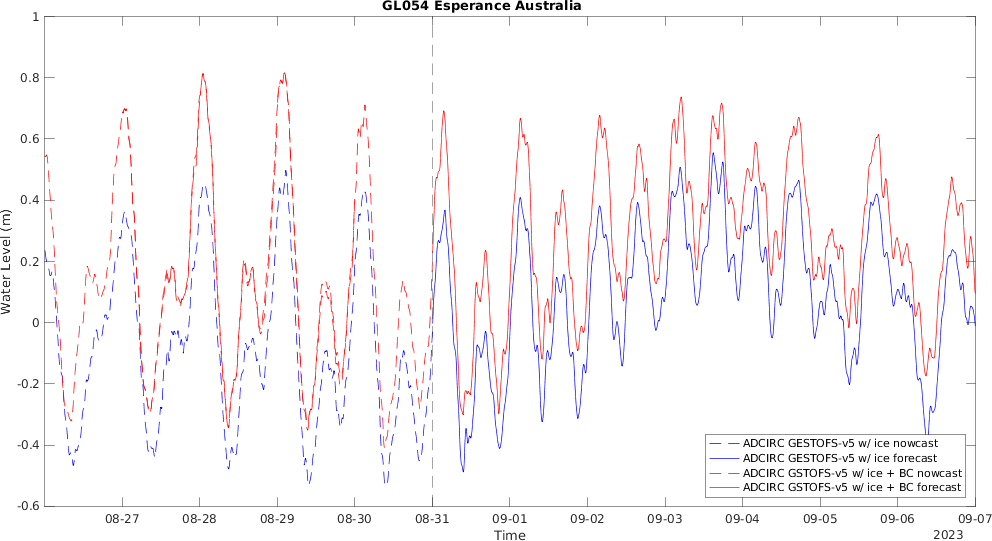 GL054 Esperance Australia
1
0.8
0.6
0.4
0.2
0
-0.2
-0.4
-0.6
Water Level (m)
ADCIRC GESTOFS-v5 w/ ice nowcast
ADCIRC GESTOFS-v5 w/ ice forecast
ADCIRC GSTOFS-v5 w/ ice + BC nowcast
ADCIRC GSTOFS-v5 w/ ice + BC forecast
08-27 08-28 08-29 08-30 08-31 09-01 09-02 09-03 09-04 09-05 09-06 09-07
Time
2023